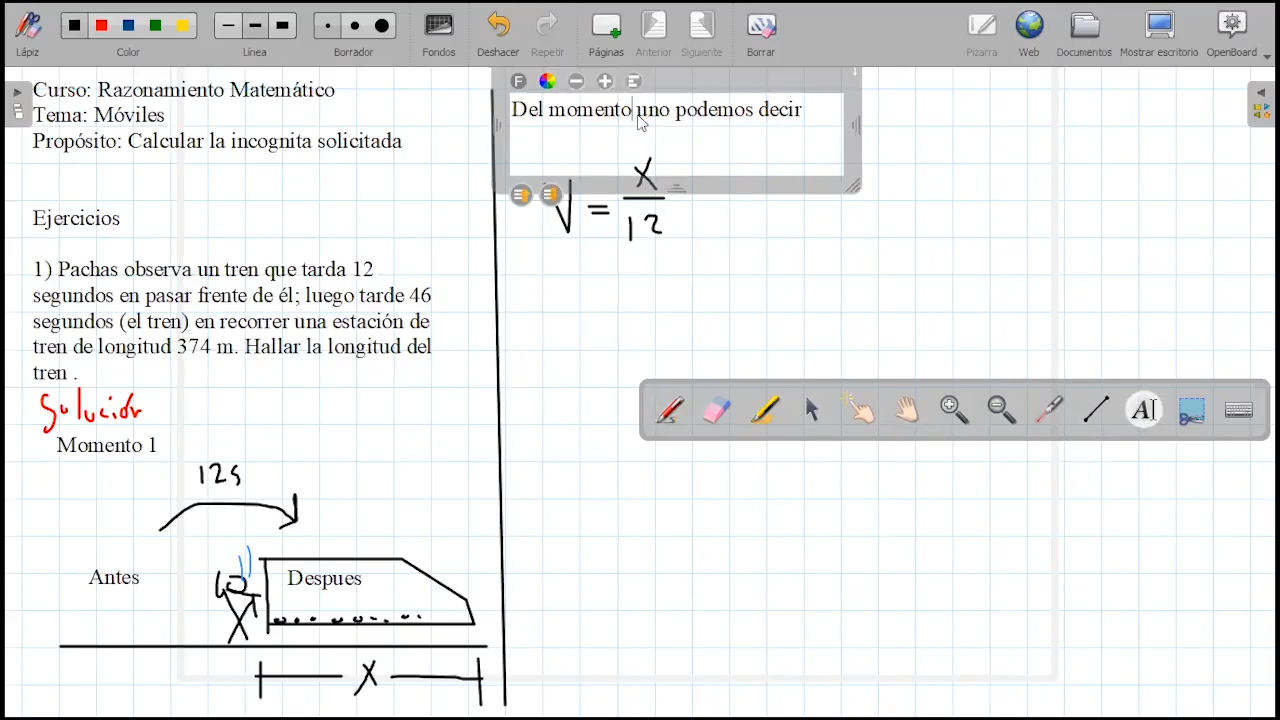 Lápiz
Color
Línea
Borrador
Fondos
Deshacer
Repetir
Páginas
Anterior
Siguiente
Borrar
Pizarra
Web
Documentos
Mostrar escritorio
OpenBoard
Curso: Razonamiento Matemático
Tema: Móviles
Propósito: Calcular la incognita solicitada
Ejercicios
1) Pachas observa un tren que tarda 12
segundos en pasar frente de él; luego tarde 46
segundos (el tren) en recorrer una estación de
tren de longitud 374 m. Hallar la longitud del
tren .
Solución
Momento 1
12s
Antes
Despues
X
F
Del momento uno podemos decir
V = X
12
AI